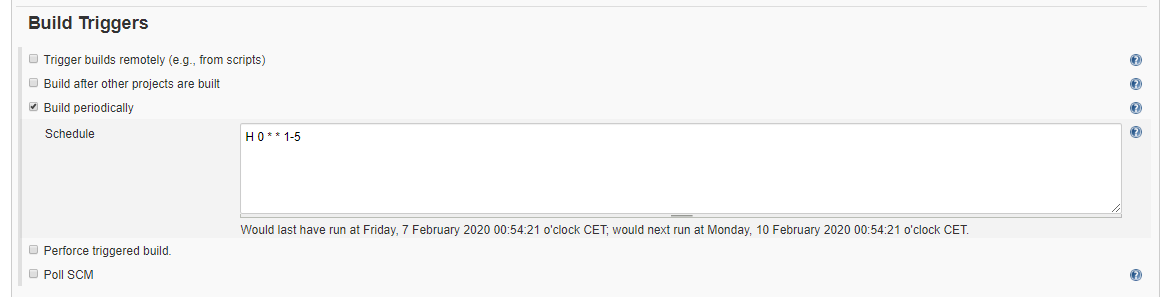 Build Triggers
Trigger builds remotely (e.g., from scripts)
Build after other projects are built
Build periodically
Schedule
H 0 * * 1-5
Would last have run at Friday, 7 February 2020 00:54:21 o'clock CET; would next run at Monday, 10 February 2020 00:54:21 o'clock CET.
Perforce triggered build.
Poll SCM